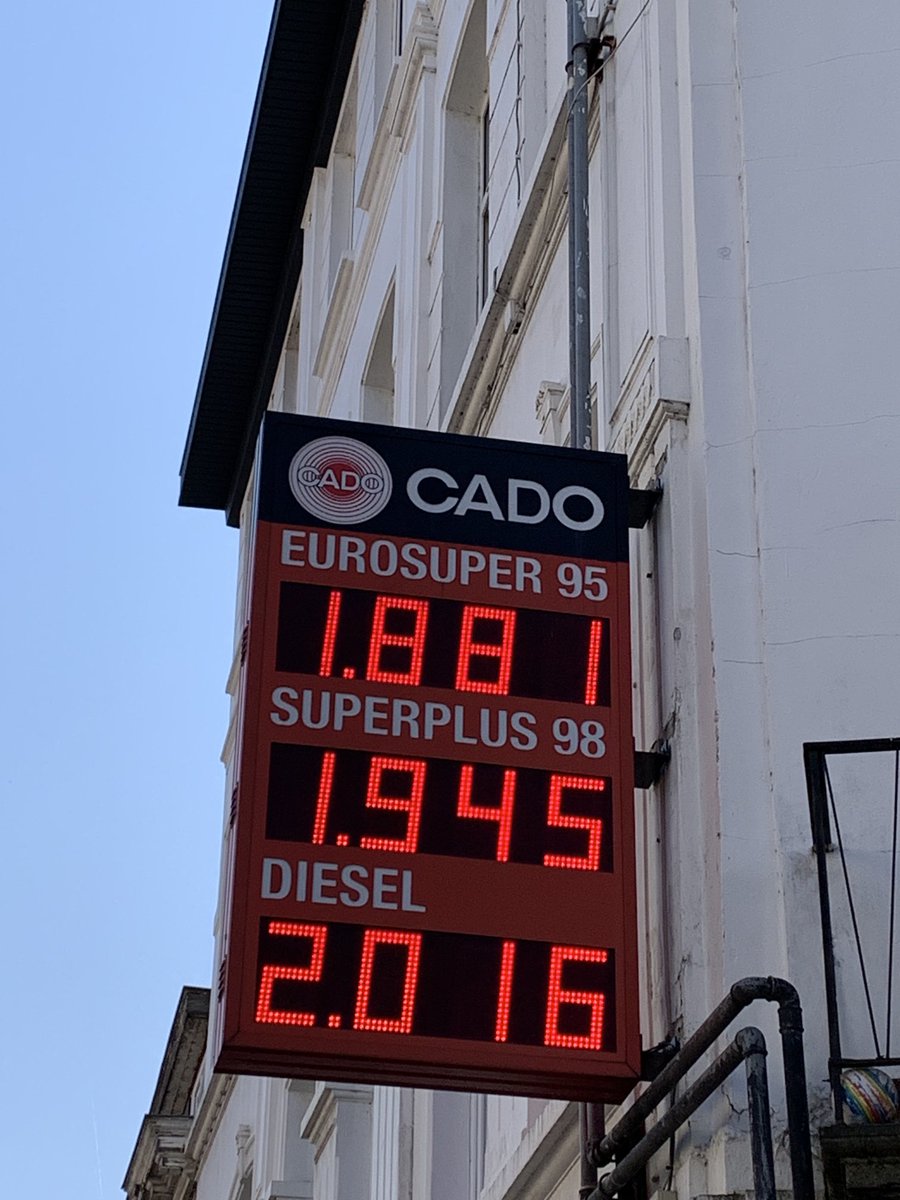 CADO CADO
EUROSUPER 95
1.881
SUPERPLUS 98
1.945
DIESEL
2.016